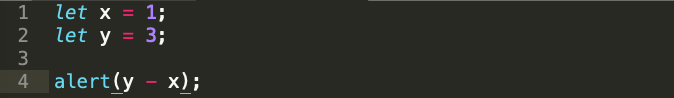 1 let x = 1;
2 let y = 3;
3
4 alert(y - x);